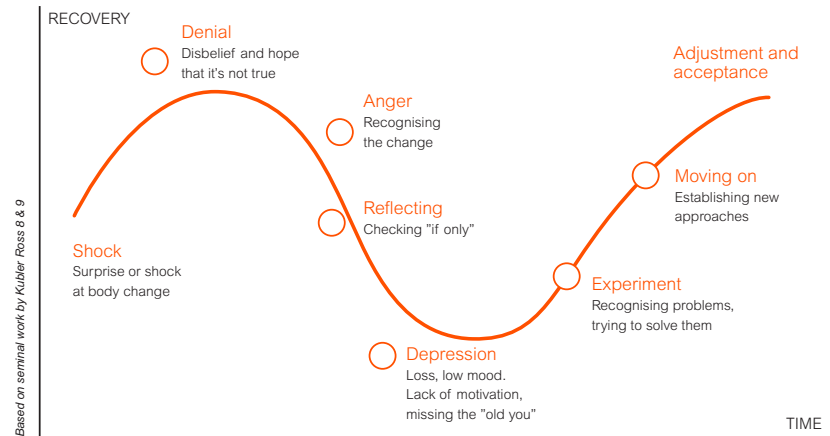 RECOVERY
Denial
Disbelief and hope
that it's not true
Anger
Recognising
the change
Adjustment and
acceptance
Moving on
Establishing new
approaches
Reflecting
Checking "if only"
Shock
Surprise or shock
at body change
Experiment
Recognising problems,
trying to solve them
Depression
Loss, low mood.
Lack of motivation,
missing the "old you"
TIME
Based on seminal work by Kubler Ross 8 & 9